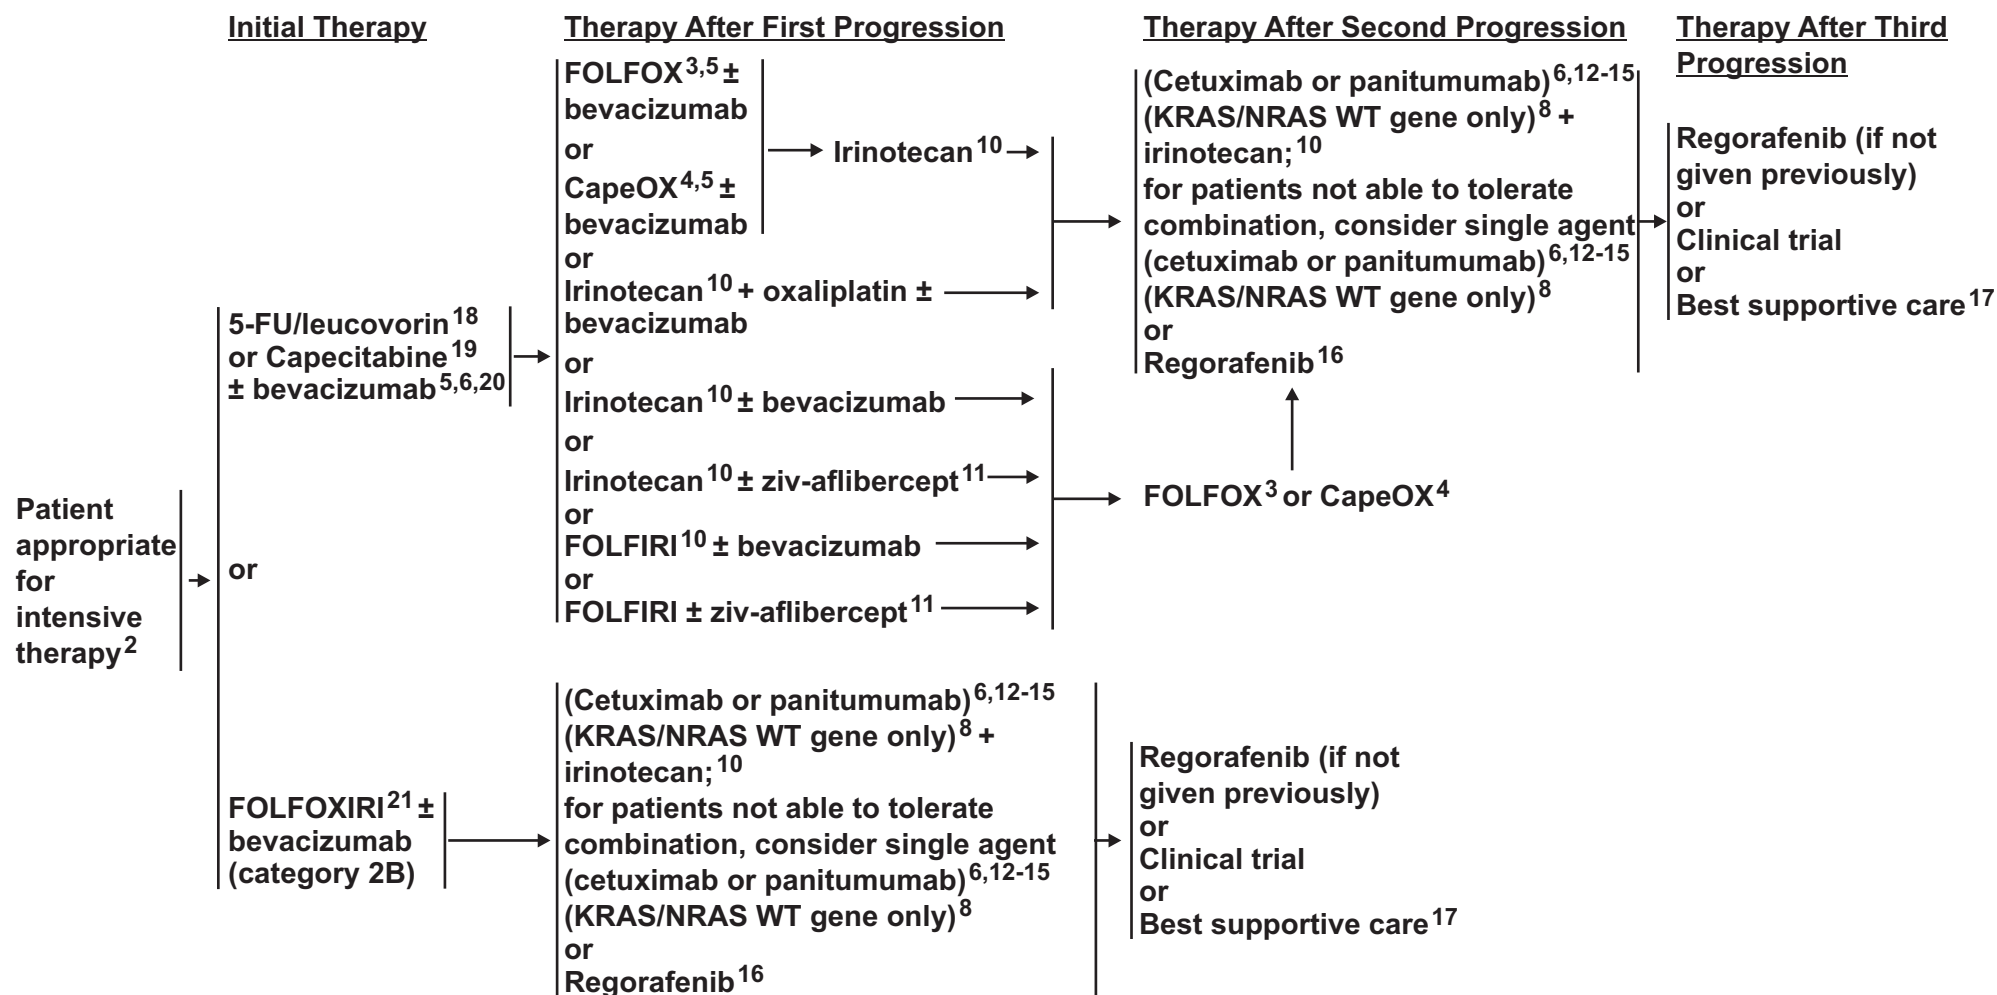 Initial Therapy
Therapy After First Progression
Therapy After Second Progression
Therapy After Third
Progression
Patient
appropriate
for
intensive
therapy2
5-FU/leucovorin18
or Capecitabine19
± bevacizumab5,6,20
or
FOLFOXIRI21 ±
bevacizumab
(category 2B)
FOLFOX3,5 ±
bevacizumab
or
CapeOX4,5 ±
bevacizumab
or
Irinotecan10 + oxaliplatin ±
bevacizumab
or
Irinotecan10 ± bevacizumab
or
Irinotecan10 ± ziv-aflibercept11
or
FOLFIRI10 ± bevacizumab
or
FOLFIRI ± ziv-aflibercept11
Irinotecan10
(Cetuximab or panitumumab)6,12-15
(KRAS/NRAS WT gene only)8 +
irinotecan;10
for patients not able to tolerate
combination, consider single agent
(cetuximab or panitumumab)6,12-15
(KRAS/NRAS WT gene only)8
or
Regorafenib16
FOLFOX3 or CapeOX4
Regorafenib (if not
given previously)
or
Clinical trial
or
Best supportive care17
(Cetuximab or panitumumab)6,12-15
(KRAS/NRAS WT gene only)8 +
irinotecan;10
for patients not able to tolerate
combination, consider single agent
(cetuximab or panitumumab)6,12-15
(KRAS/NRAS WT gene only)8
or
Regorafenib16
Regorafenib (if not
given previously)
or
Clinical trial
or
Best supportive care17